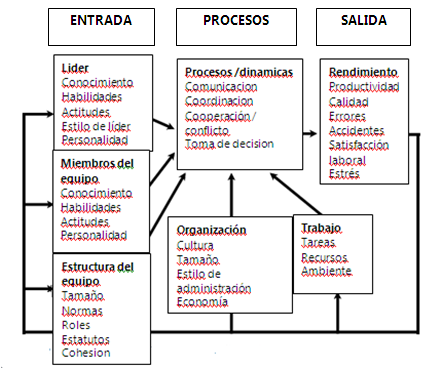 ENTRADA
PROCESOS
SALIDA
Lider
Conocimiento
Habilidades
Actitudes
Estilo de líder
Personalidad
Procesos /dinamicas
Comunicacion
Coordinacion
Cooperación /
conflicto
Toma de decision
Rendimiento
Productividad
Calidad
Errores
Accidentes
Satisfacción
laboral
Estrés
Miembros del
equipo
Conocimiento
Habilidades
Actitudes
Personalidad
Organización
Cultura
Tamaño
Estilo de
administración
Economía
Trabajo
Tareas
Recursos
Ambiente
Estructura del
equipo
Tamaño
Normas
Roles
Estatutos
Cohesion